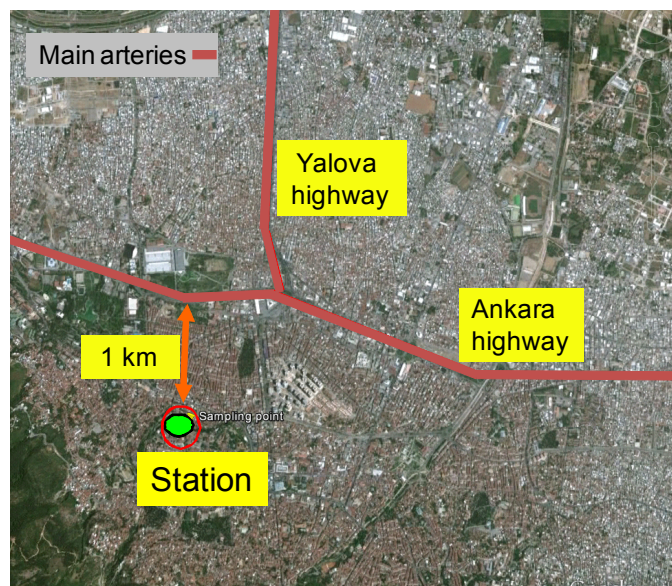 Main arteries
Yalova
highway
Ankara
highway
1 km
Sampling point
Station